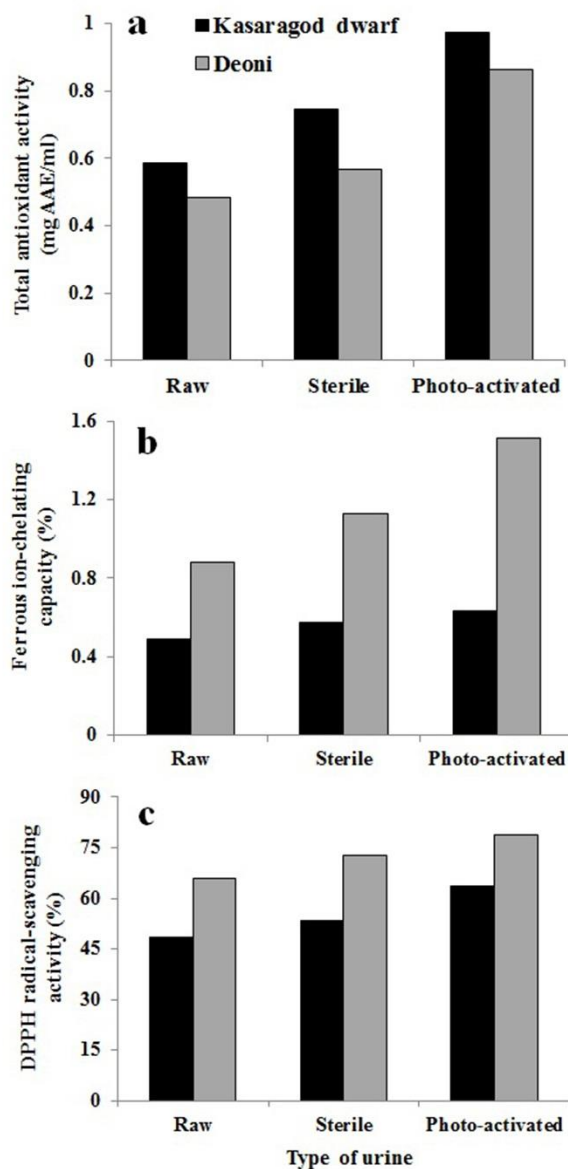 a
Kasaragod dwarf
Deoni
Total antioxidant activity
(mg AAE/ml)
1
0.8
0.6
0.4
0.2
0
Raw Sterile Photo-activated
b
Ferrous ion-chelating
capacity (%)
1.6
1.2
0.8
0.4
0
Raw Sterile Photo-activated
c
DPPH radical-scavenging
activity (%)
90
75
60
45
30
15
0
Raw Sterile Photo-activated
Type of urine